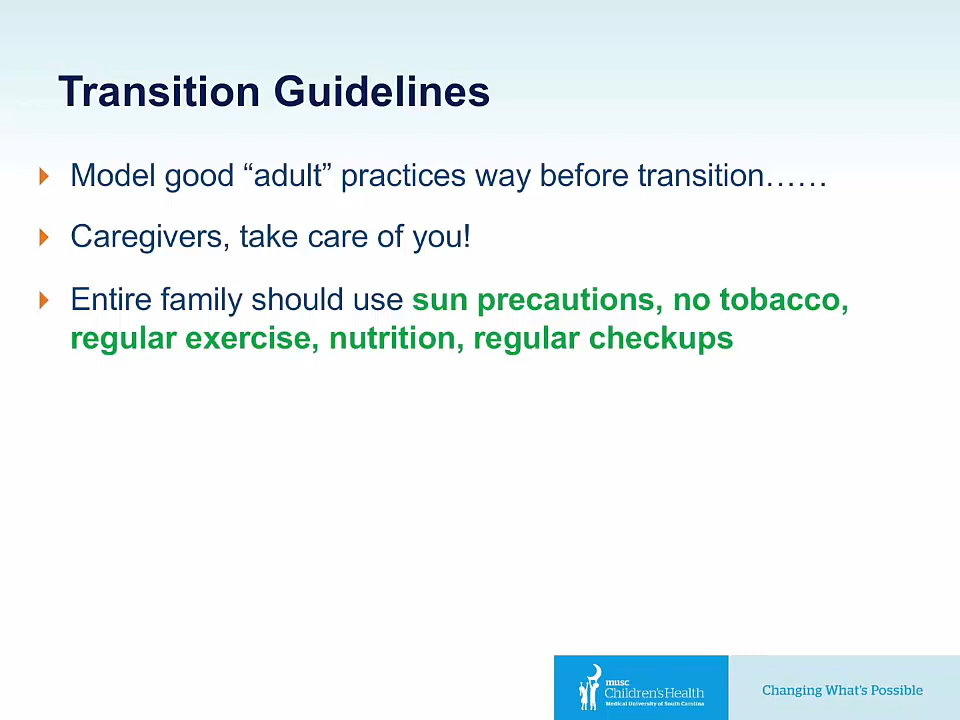 Transition Guidelines
Model good “adult” practices way before transition……
Caregivers, take care of you!
Entire family should use sun precautions, no tobacco,
regular exercise, nutrition, regular checkups
musc
Children's Health
Medical University of South Carolina
Changing What's Possible